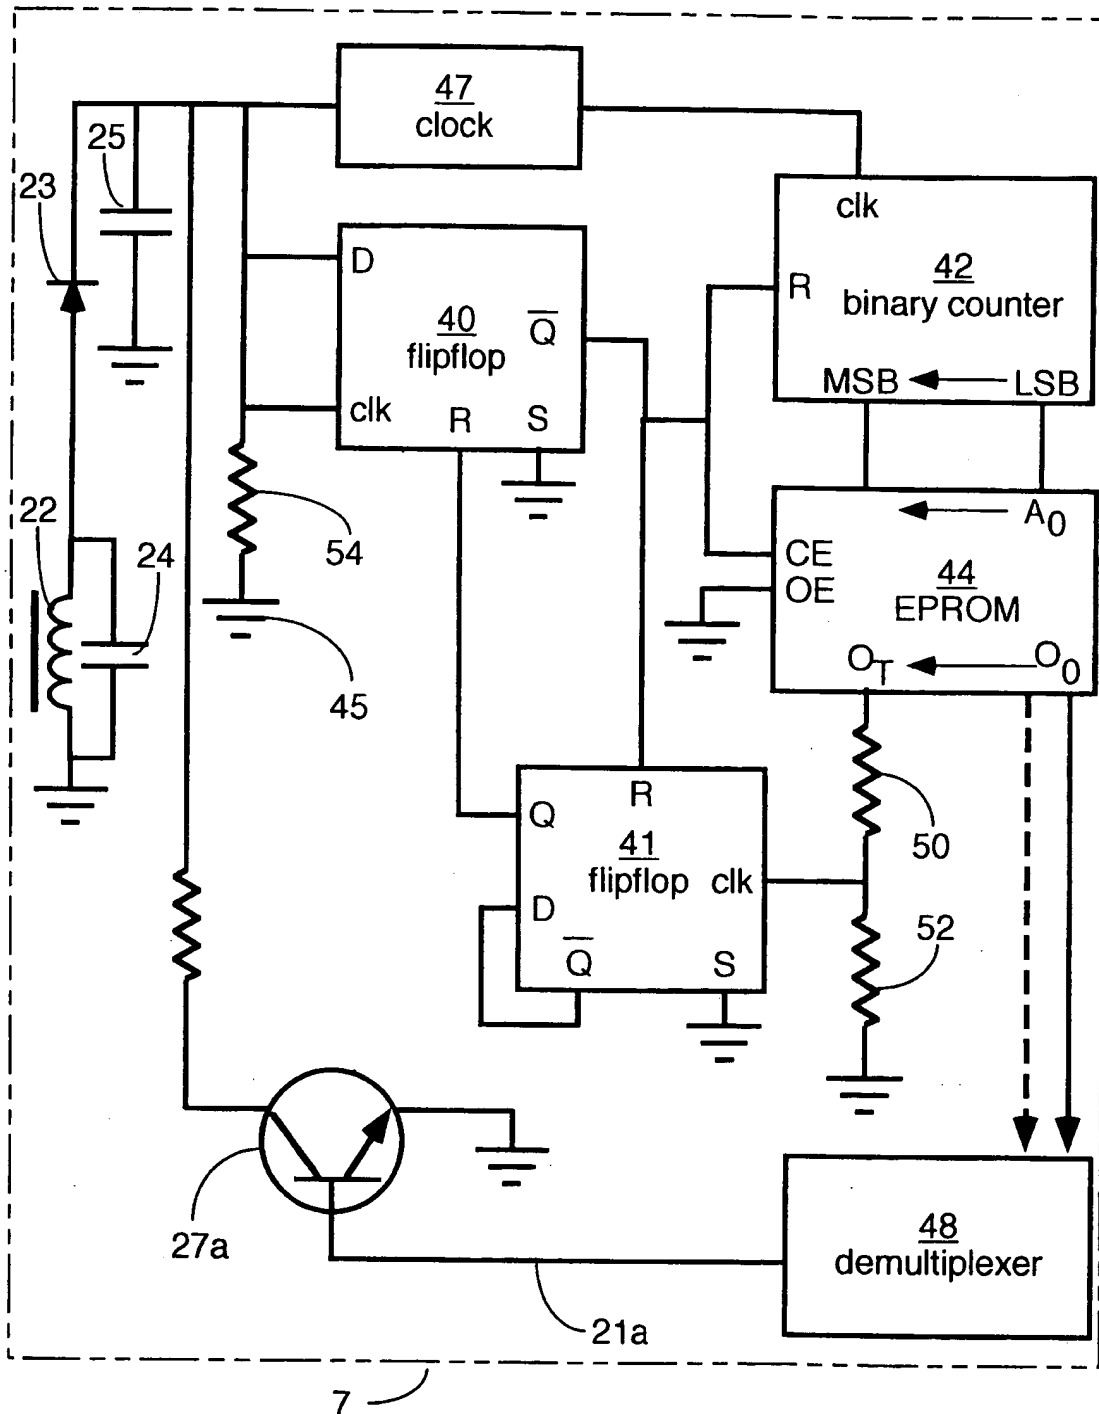 47
clock
25
23
clk
D
40
flipflop
Q
clk
R
S
42
R
binary counter
MSB
LSB
22
24
54
A0
CE
OE
44
EPROM
OT
O0
45
R
Q
41
flipflop
clk
D
Q
S
50
52
27a
48
demultiplexer
21a
7